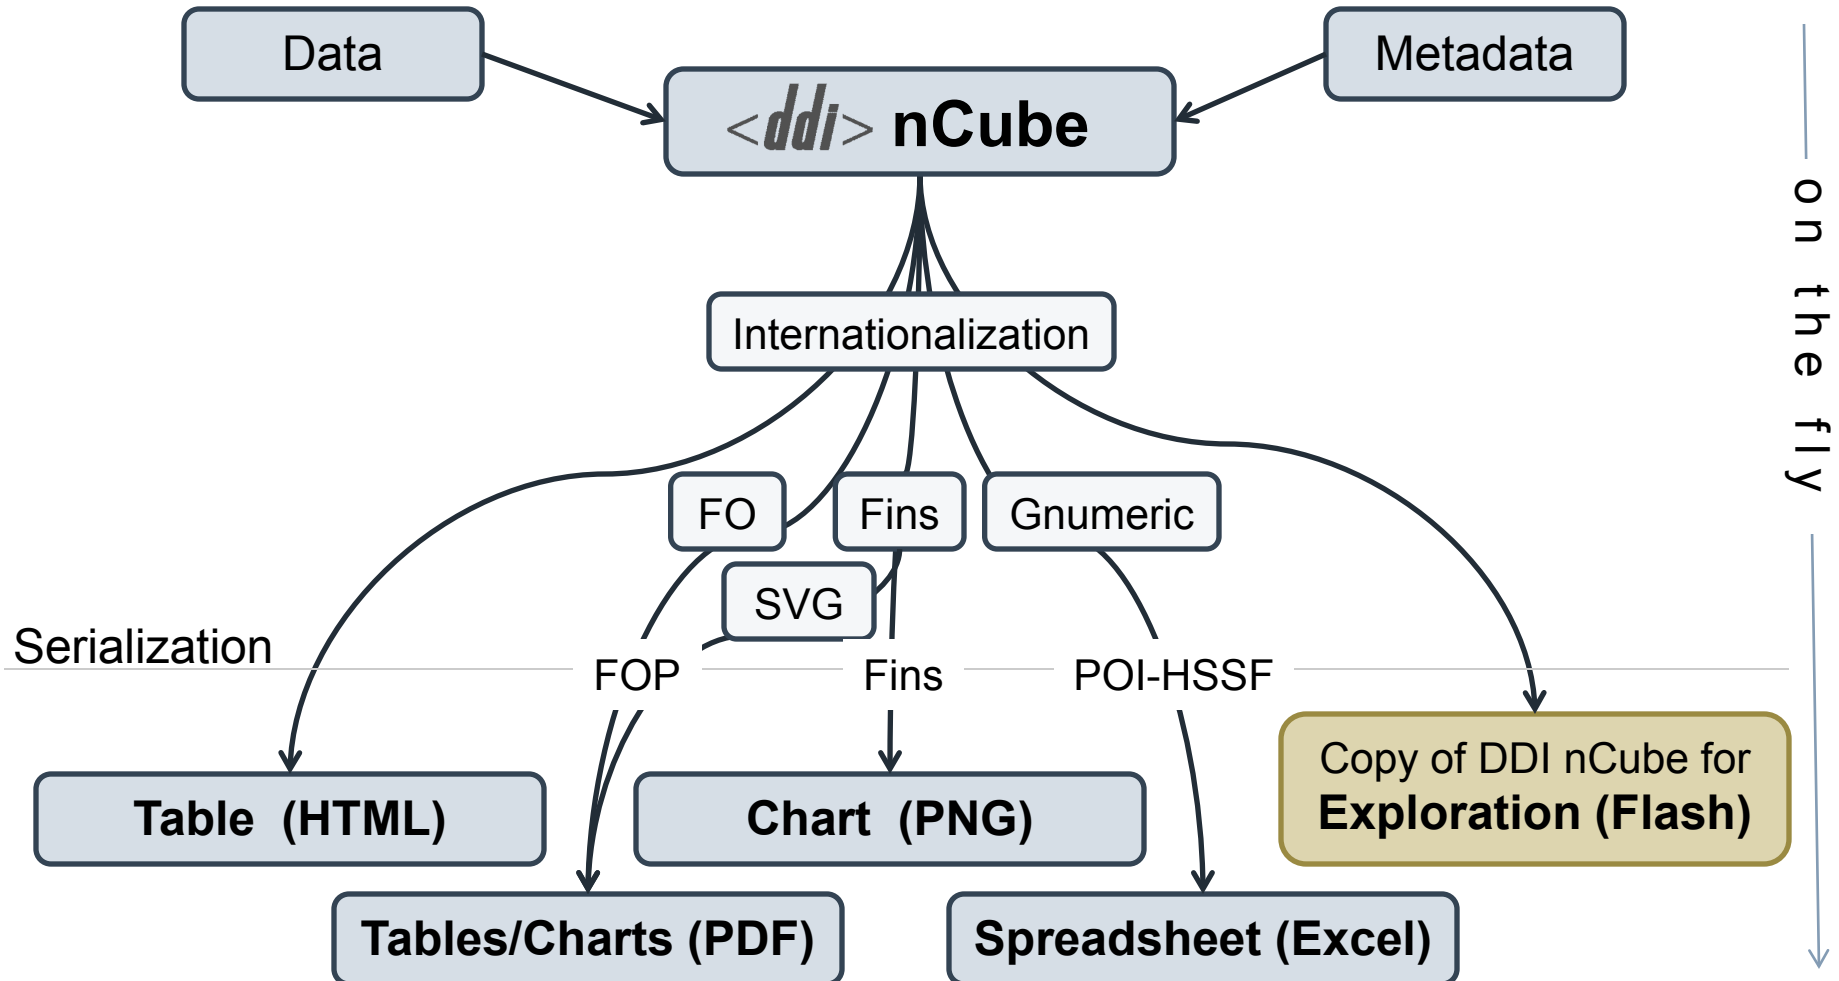 Data
Metadata
<ddi> nCube
on the fly
Internationalization
FO
Fins
Gnumeric
SVG
Serialization
FOP
Fins
POI-HSSF
Copy of DDI nCube for
Exploration (Flash)
Table (HTML)
Chart (PNG)
Tables/Charts (PDF)
Spreadsheet (Excel)